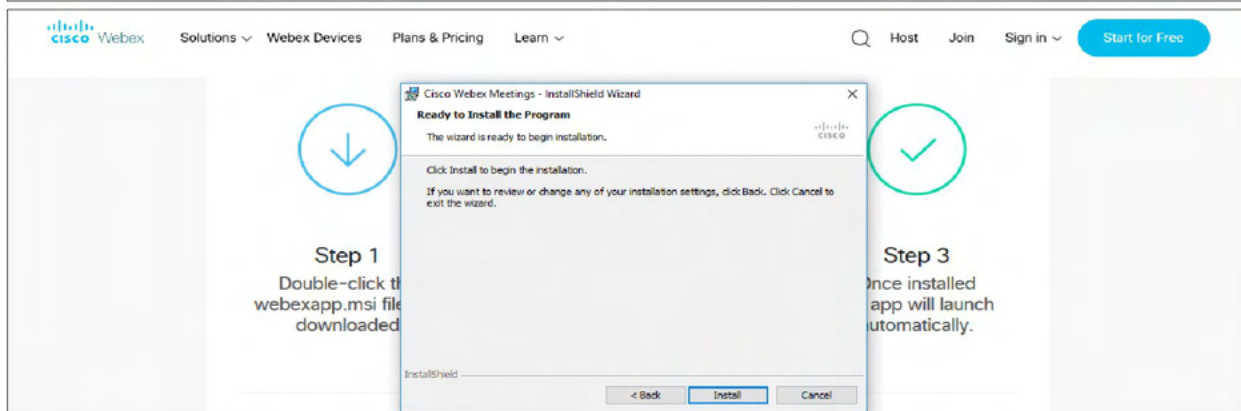 CISCO Webex Solutions Webex Devices Plans & Pricing Learn Host Join Sign in Start for Free
Cisco Webex Meetings - InstallShield Wizard
Ready to Install the Program
The wizard is ready to begin installation.
CISCO
Click Install to begin the installation.
If you want to review or change any of your installation settings, click Back. Click Cancel to
exit the wizard.
InstallShield
< Back Install Cancel
Step 1
Double-click
webexapp.msi
downloaded
Step 3
installed
app will launch